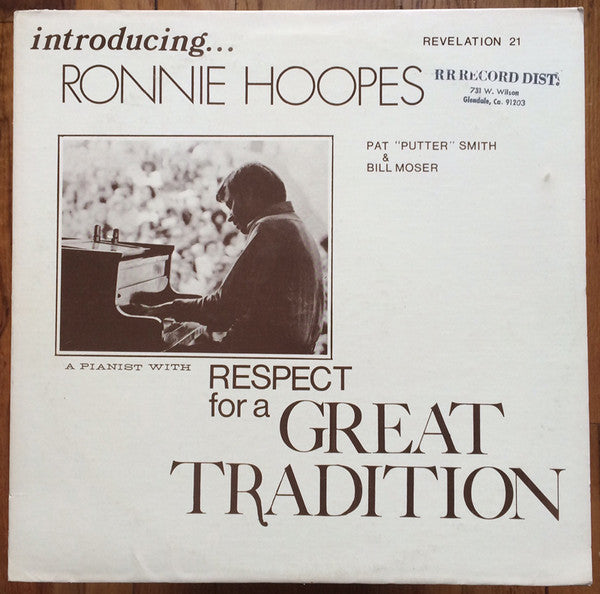 introducing...
REVELATION 21
RONNIE HOOPES
RR RECORD DIST.
731 W. Wilson
Glendale, Ca. 91203
PAT "PUTTER" SMITH
&
BILL MOSER
A PIANIST WITH
RESPECT
for a
GREAT
TRADITION